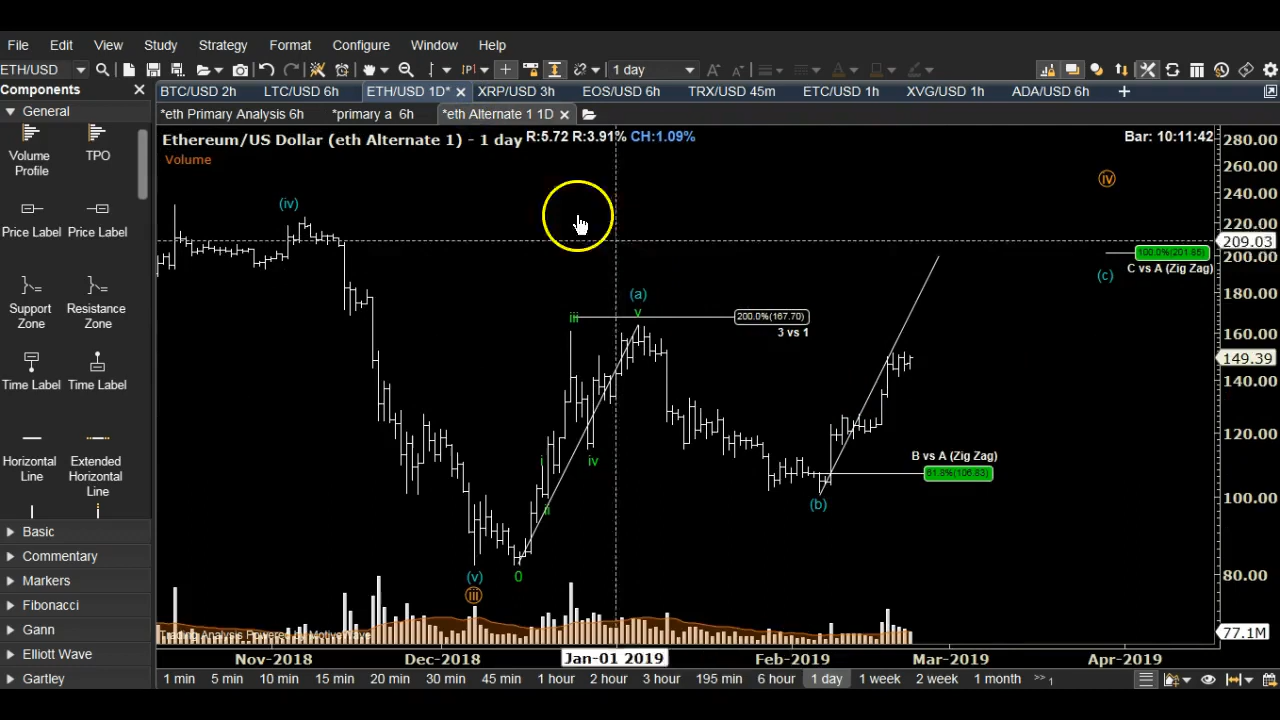 File Edit View Study Strategy Format Configure Window Help
ETH/USD 1 day
Components
BTC/USD 2h LTC/USD 6h ETH/USD 1D* XRP/USD 3h EOS/USD 6h TRX/USD 45m ETC/USD 1h XVG/USD 1h ADA/USD 6h
General
*eth Primary Analysis 6h *primary a 6h *eth Alternate 1 1D
Ethereum/US Dollar (eth Alternate 1) - 1 day R:5.72 R:3.91% CH:1.09% Bar: 10:11:42
Volume
Volume Profile
TPO
Price Label Price Label
Support Zone
Resistance Zone
Time Label Time Label
Horizontal Line
Extended Horizontal Line
Basic
Commentary
Markers
Fibonacci
Gann
Elliott Wave
Gartley
280.00
260.00
240.00
220.00
209.03
200.00
180.00
160.00
149.39
140.00
120.00
100.00
80.00
77.1M
(iv)
iv
100.0%(201.85)
C vs A (Zig Zag)
(c)
(a)
iii
v
200.0%(167.70)
3 vs 1
i
iv
ii
B vs A (Zig Zag)
61.8%(106.83)
(b)
(v)
0
iii
Trading Analysis Powered by MotiveWave
Nov-2018 Dec-2018 Jan-01 2019 Feb-2019 Mar-2019 Apr-2019
1 min 5 min 10 min 15 min 20 min 30 min 45 min 1 hour 2 hour 3 hour 195 min 6 hour 1 day 1 week 2 week 1 month >> 1